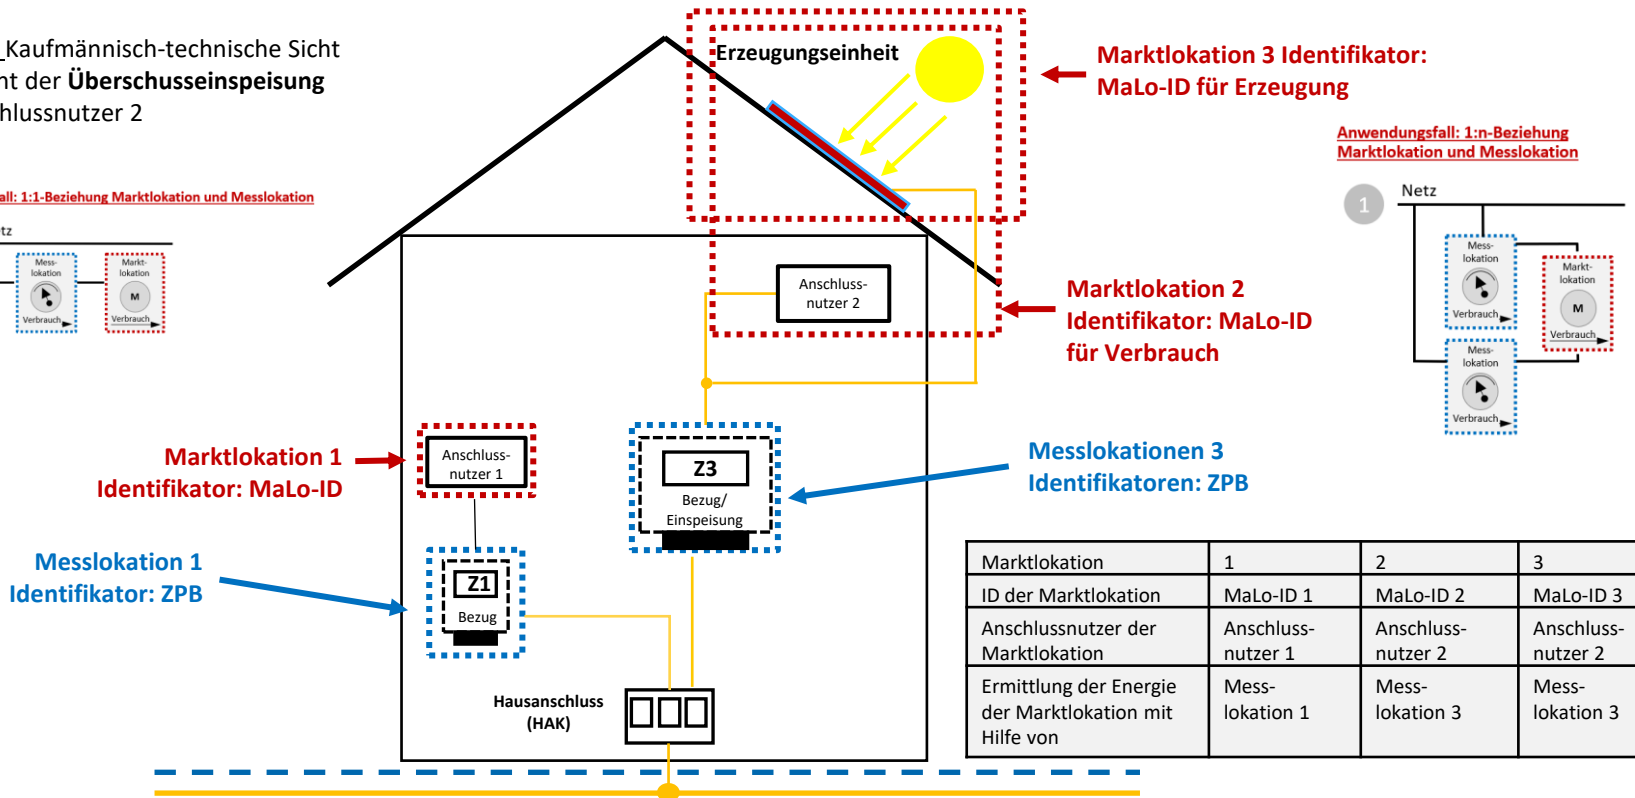 Kaufmännisch-technische Sicht
der Überschusseinspeisung
2
1:1-Beziehung Marktlokation und Messlokation
Mess-
lokation
Verbrauch
Markt-
lokation
M
Verbrauch
Erzeugungseinheit
Marktlokation 3 Identifikator:
MaLo-ID für Erzeugung
Anwendungsfall: 1:n-Beziehung
Marktlokation und Messlokation
1
Netz
Mess-
lokation
Verbrauch
Markt-
lokation
M
Verbrauch
Mess-
lokation
Verbrauch
Anschluss-
nutzer 2
Marktlokation 2
Identifikator: MaLo-ID
für Verbrauch
Marktlokation 1
Identifikator: MaLo-ID
Anschluss-
nutzer 1
Z3
Bezug/
Einspeisung
Messlokationen 3
Identifikatoren: ZPB
Messlokation 1
Identifikator: ZPB
Z1
Bezug
Hausanschluss
(HAK)
Marktlokation 1 2 3
ID der Marktlokation MaLo-ID 1 MaLo-ID 2 MaLo-ID 3
Anschlussnutzer der Anschluss- Anschluss- Anschluss-
Marktlokation nutzer 1 nutzer 2 nutzer 2
Ermittlung der Energie Mess- Mess- Mess-
der Marktlokation mit lokation 1 lokation 3 lokation 3
Hilfe von